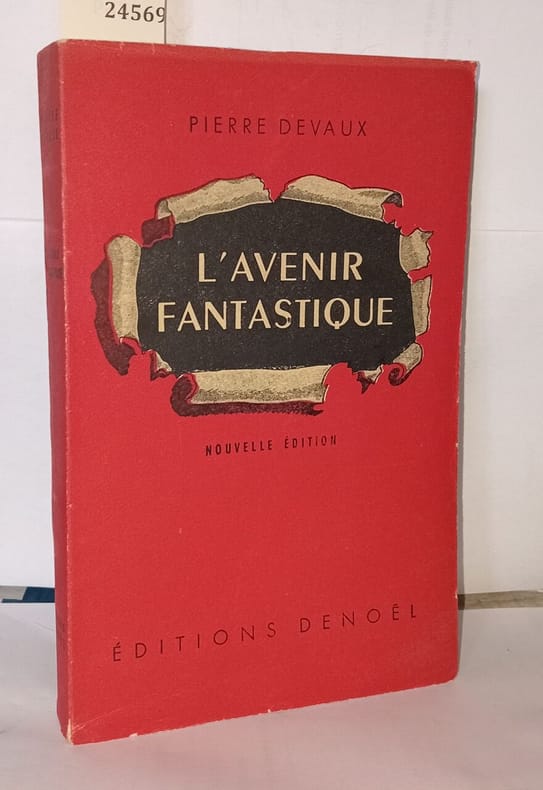 24569
PIERRE DEVAUX
L'AVENIR
FANTASTIQUE
NOUVELLE ÉDITION
ÉDITIONS DENOËL